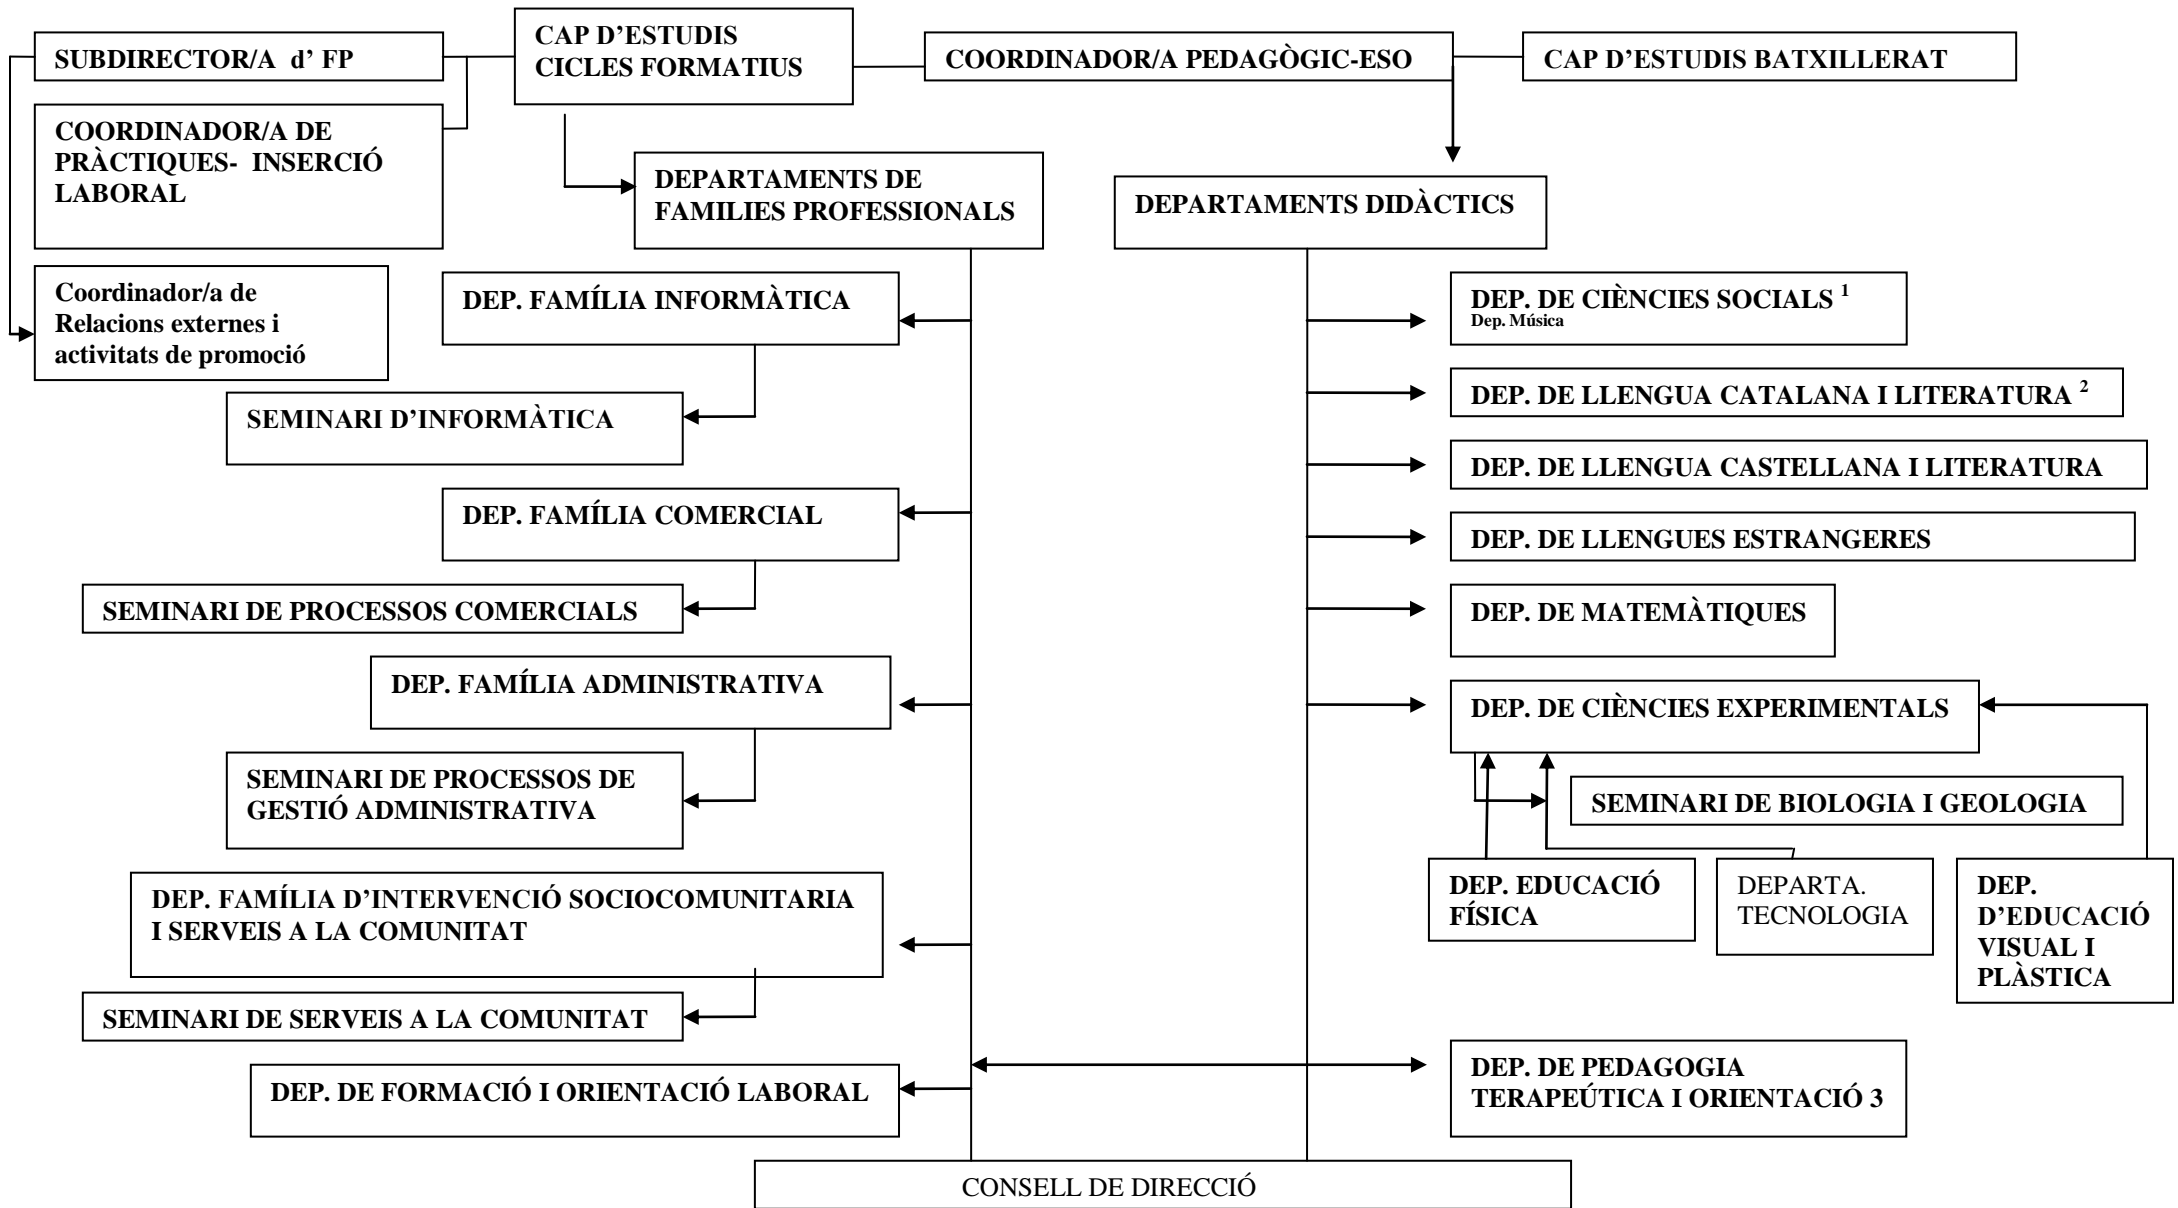 SUBDIRECTOR/A d’ FP
CAP D’ESTUDIS
CICLES FORMATIUS
COORDINADOR/A PEDAGÒGIC-ESO
CAP D’ESTUDIS BATXILLERAT
COORDINADOR/A DE
PRÀCTIQUES- INSERCIÓ
LABORAL
DEPARTAMENTS DE
FAMILIES PROFESSIONALS
DEPARTAMENTS DIDÀCTICS
Coordinador/a de
Relacions externes i
activitats de promoció
DEP. FAMÍLIA INFORMÀTICA
SEMINARI D’INFORMÀTICA
DEP. FAMÍLIA COMERCIAL
SEMINARI DE PROCESSOS COMERCIALS
DEP. FAMÍLIA ADMINISTRATIVA
SEMINARI DE PROCESSOS DE
GESTIÓ ADMINISTRATIVA
DEP. FAMÍLIA D’INTERVENCIÓ SOCIOCOMUNITARIA
I SERVEIS A LA COMUNITAT
SEMINARI DE SERVEIS A LA COMUNITAT
DEP. DE FORMACIÓ I ORIENTACIÓ LABORAL
DEP. DE CIÈNCIES SOCIALS 1
Dep. Música
DEP. DE LLENGUA CATALANA I LITERATURA 2
DEP. DE LLENGUA CASTELLANA I LITERATURA
DEP. DE LLENGUES ESTRANGERES
DEP. DE MATEMÀTIQUES
DEP. DE CIÈNCIES EXPERIMENTALS
SEMINARI DE BIOLOGIA I GEOLOGIA
DEP. EDUCACIÓ
FÍSICA
DEPARTA.
TECNOLOGIA
DEP.
D’EDUCACIÓ
VISUAL I
PLÀSTICA
DEP. DE PEDAGOGIA
TERAPEÚTICA I ORIENTACIÓ 3
CONSELL DE DIRECCIÓ